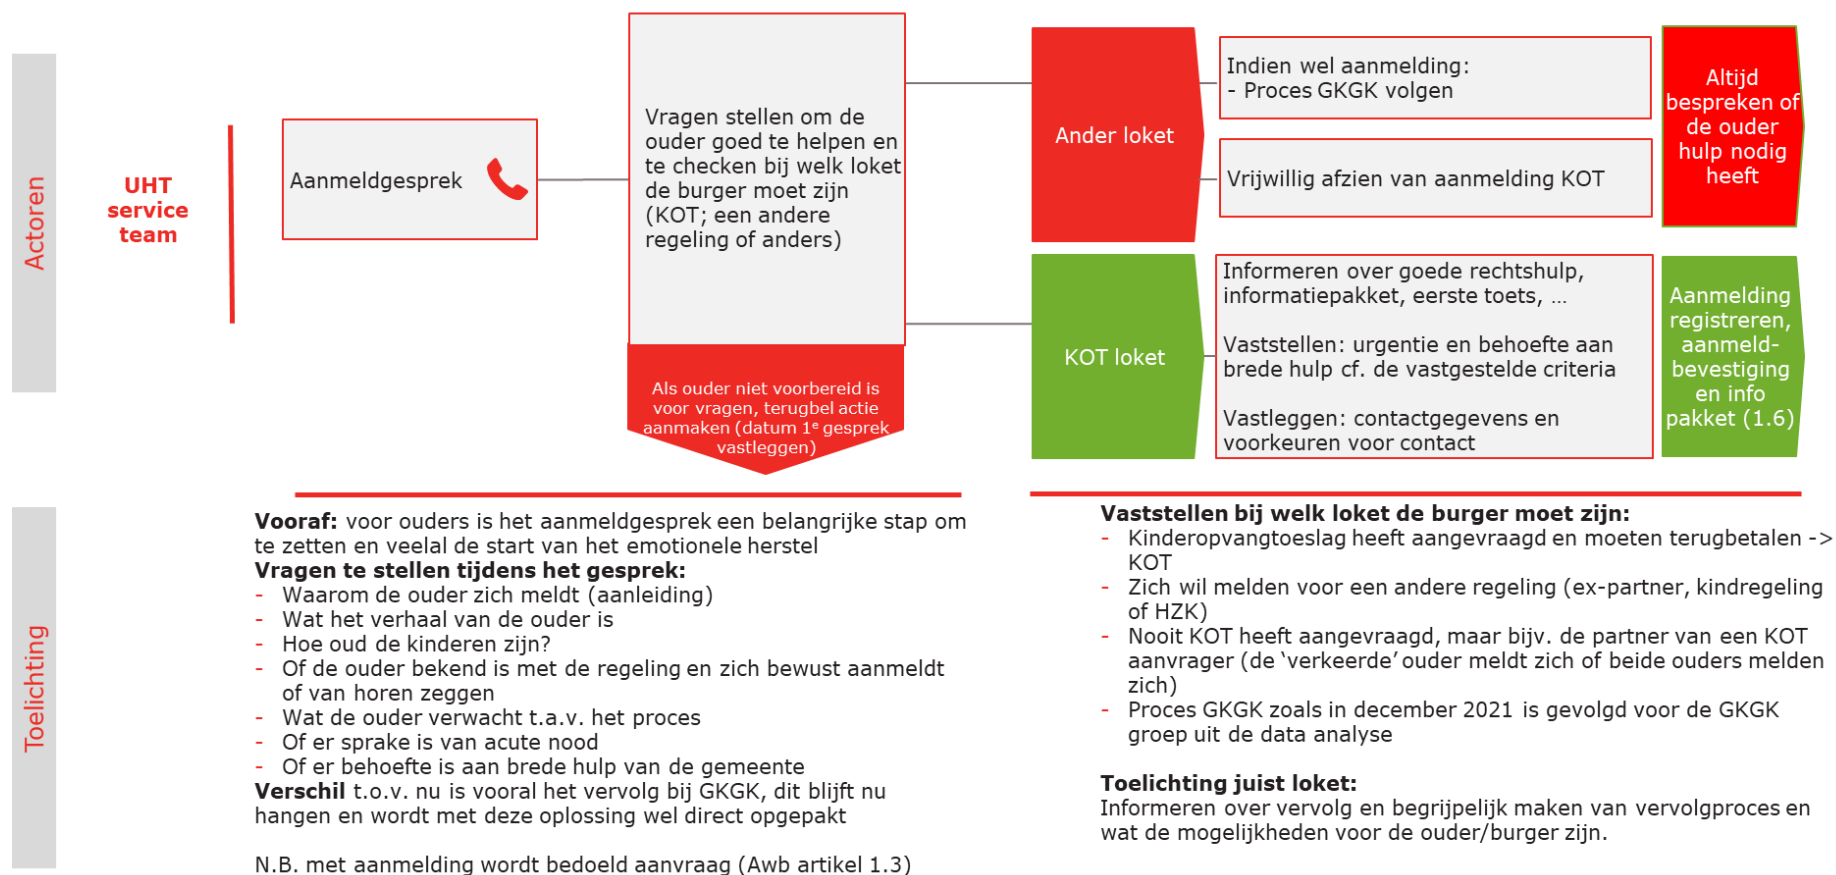 Actoren
UHT
service
team
Aanmeldgesprek
Vragen stellen om de
ouder goed te helpen en
te checken bij welk loket
de burger moet zijn
(KOT; een andere
regeling of anders)
Als ouder niet voorbereid is
voor vragen, terugbel actie
aanmaken (datum 1e gesprek
vastleggen)
Ander loket
Indien wel aanmelding:
- Proces GKGK volgen
Vrijwillig afzien van aanmelding KOT
Altijd
bespreken of
de ouder
hulp nodig
heeft
KOT loket
Informeren over goede rechtshulp,
informatiepakket, eerste toets, …
Vaststellen: urgentie en behoefte aan
brede hulp cf. de vastgestelde criteria
Vastleggen: contactgegevens en
voorkeuren voor contact
Aanmelding
registreren,
aanmeld-
bevestiging
en info
pakket (1.6)
Toelichting
Vooraf: voor ouders is het aanmeldgesprek een belangrijke stap om
te zetten en veelal de start van het emotionele herstel
Vragen te stellen tijdens het gesprek:
- Waarom de ouder zich meldt (aanleiding)
- Wat het verhaal van de ouder is
- Hoe oud de kinderen zijn?
- Of de ouder bekend is met de regeling en zich bewust aanmeldt
of van horen zeggen
- Wat de ouder verwacht t.a.v. het proces
- Of er sprake is van acute nood
- Of er behoefte is aan brede hulp van de gemeente
Verschil t.o.v. nu is vooral het vervolg bij GKGK, dit blijft nu
hangen en wordt met deze oplossing wel direct opgepakt
N.B. met aanmelding wordt bedoeld aanvraag (Awb artikel 1.3)
Vaststellen bij welk loket de burger moet zijn:
- Kinderopvangtoeslag heeft aangevraagd en moeten terugbetalen ->
KOT
- Zich wil melden voor een andere regeling (ex-partner, kindregeling
of HZK)
- Nooit KOT heeft aangevraagd, maar bijv. de partner van een KOT
aanvrager (de ‘verkeerde’ ouder meldt zich of beide ouders melden
zich)
- Proces GKGK zoals in december 2021 is gevolgd voor de GKGK
groep uit de data analyse
Toelichting juist loket:
Informeren over vervolg en begrijpelijk maken van vervolgproces en
wat de mogelijkheden voor de ouder/burger zijn.